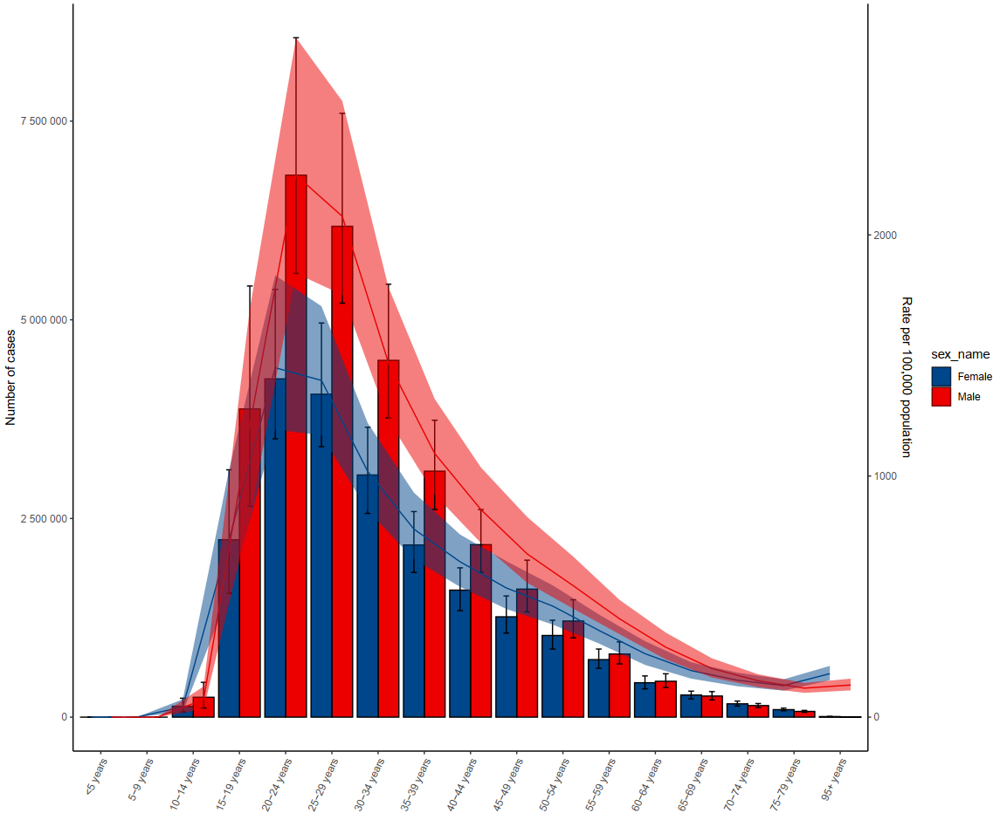 Number of cases
7 500 000
5 000 000
2 500 000
0
2000
1000
0
Rate per 100,000 population
sex_name
Female
Male
<5 years
5−9 years
10−14 years
15−19 years
20−24 years
25−29 years
30−34 years
35−39 years
40−44 years
45−49 years
50−54 years
55−59 years
60−64 years
65−69 years
70−74 years
75−79 years
95+ years